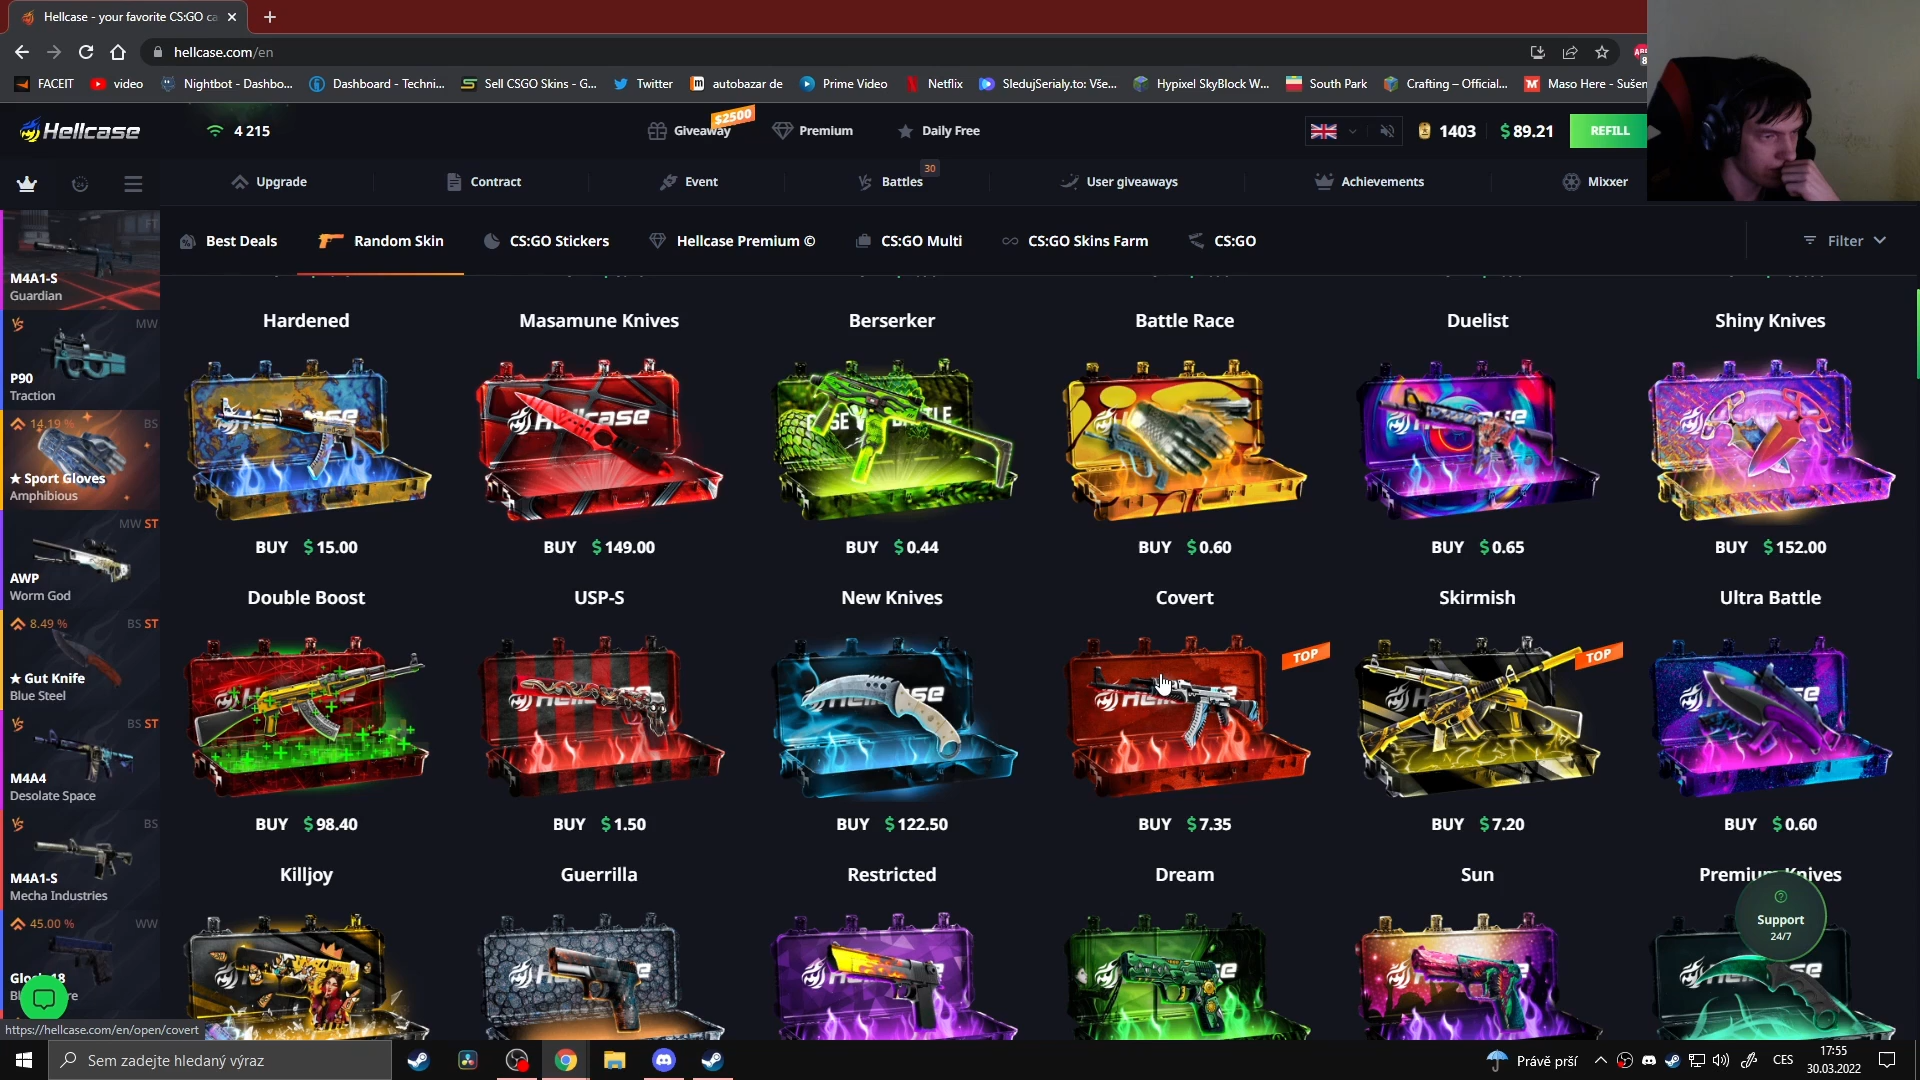 Hellcase - your favorite CS:GO ca
hellcase.com/en
FACEIT
video
Nightbot - Dashbo...
Dashboard - Techni...
Sell CSGO Skins - G...
Twitter
autobazar de
Prime Video
Netflix
SledujSerialy.to: Vše...
Hypixel SkyBlock W...
South Park
Crafting – Official...
Maso Here - Sušen
Hellcase
4 215
Giveaway
$2500
Premium
Daily Free
1403
$ 89.21
REFILL
Upgrade
Contract
Event
Battles
30
User giveaways
Achievements
Mixxer
Best Deals
Random Skin
CS:GO Stickers
Hellcase Premium ©
CS:GO Multi
CS:GO Skins Farm
CS:GO
Filter
FT
M4A1-S
Guardian
MW
P90
Traction
14.19 %
BS
★ Sport Gloves
Amphibious
MW ST
AWP
Worm God
8.49 %
BS ST
★ Gut Knife
Blue Steel
BS ST
M4A4
Desolate Space
BS
M4A1-S
Mecha Industries
45.00 %
WW
Hardened
Masamune Knives
Berserker
Battle Race
Duelist
Shiny Knives
BUY $ 15.00
BUY $ 149.00
BUY $ 0.44
BUY $ 0.60
BUY $ 0.65
BUY $ 152.00
Double Boost
USP-S
New Knives
Covert
Skirmish
Ultra Battle
TOP
TOP
BUY $ 98.40
BUY $ 1.50
BUY $ 122.50
BUY $ 7.35
BUY $ 7.20
BUY $ 0.60
Killjoy
Guerrilla
Restricted
Dream
Sun
Premium Knives
Support
24/7
https://hellcase.com/en/open/covert
Sem zadejte hledaný výraz
Právě prší
CES
17:55
30.03.2022